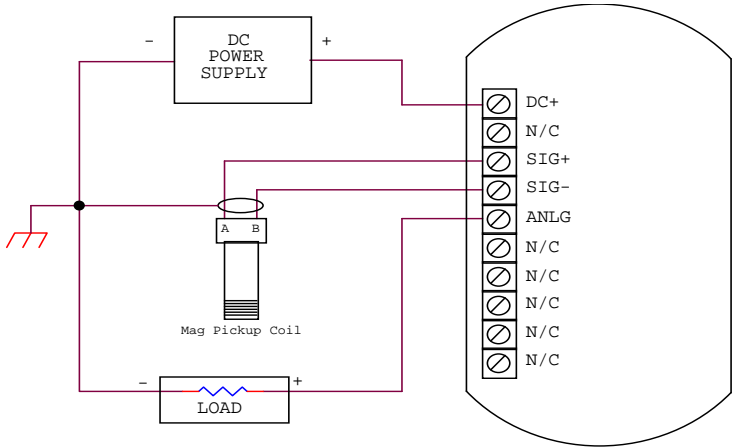 - DC +
POWER
SUPPLY
DC+
N/C
SIG+
SIG-
ANLG
N/C
N/C
N/C
N/C
N/C
A B
Mag Pickup Coil
- +
LOAD